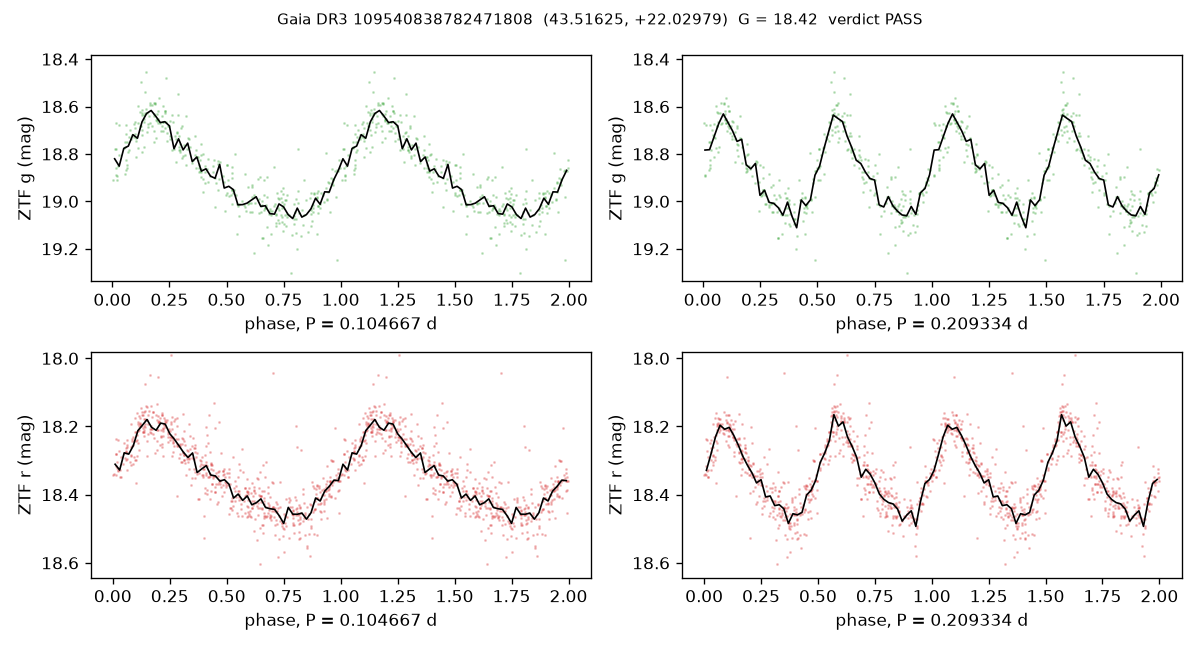 Gaia DR3 109540838782471808  (43.51625, +22.02979)  G = 18.42  verdict PASS
ZTF g (mag)
18.4
18.6
18.8
19.0
19.2
0.00 0.25 0.50 0.75 1.00 1.25 1.50 1.75 2.00
phase, P = 0.104667 d
ZTF g (mag)
18.4
18.6
18.8
19.0
19.2
0.00 0.25 0.50 0.75 1.00 1.25 1.50 1.75 2.00
phase, P = 0.209334 d
ZTF r (mag)
18.0
18.2
18.4
18.6
0.00 0.25 0.50 0.75 1.00 1.25 1.50 1.75 2.00
phase, P = 0.104667 d
ZTF r (mag)
18.0
18.2
18.4
18.6
0.00 0.25 0.50 0.75 1.00 1.25 1.50 1.75 2.00
phase, P = 0.209334 d